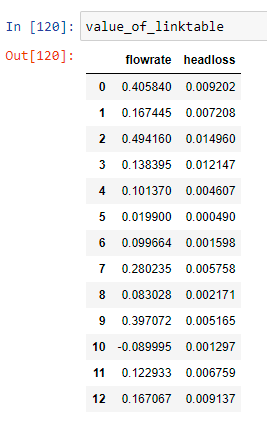 In [120]: value_of_linktable
Out[120]:
flowrate headloss
0 0.405840 0.009202
1 0.167445 0.007208
2 0.494160 0.014960
3 0.138395 0.012147
4 0.101370 0.004607
5 0.019900 0.000490
6 0.099664 0.001598
7 0.280235 0.005758
8 0.083028 0.002171
9 0.397072 0.005165
10 -0.089995 0.001297
11 0.122933 0.006759
12 0.167067 0.009137